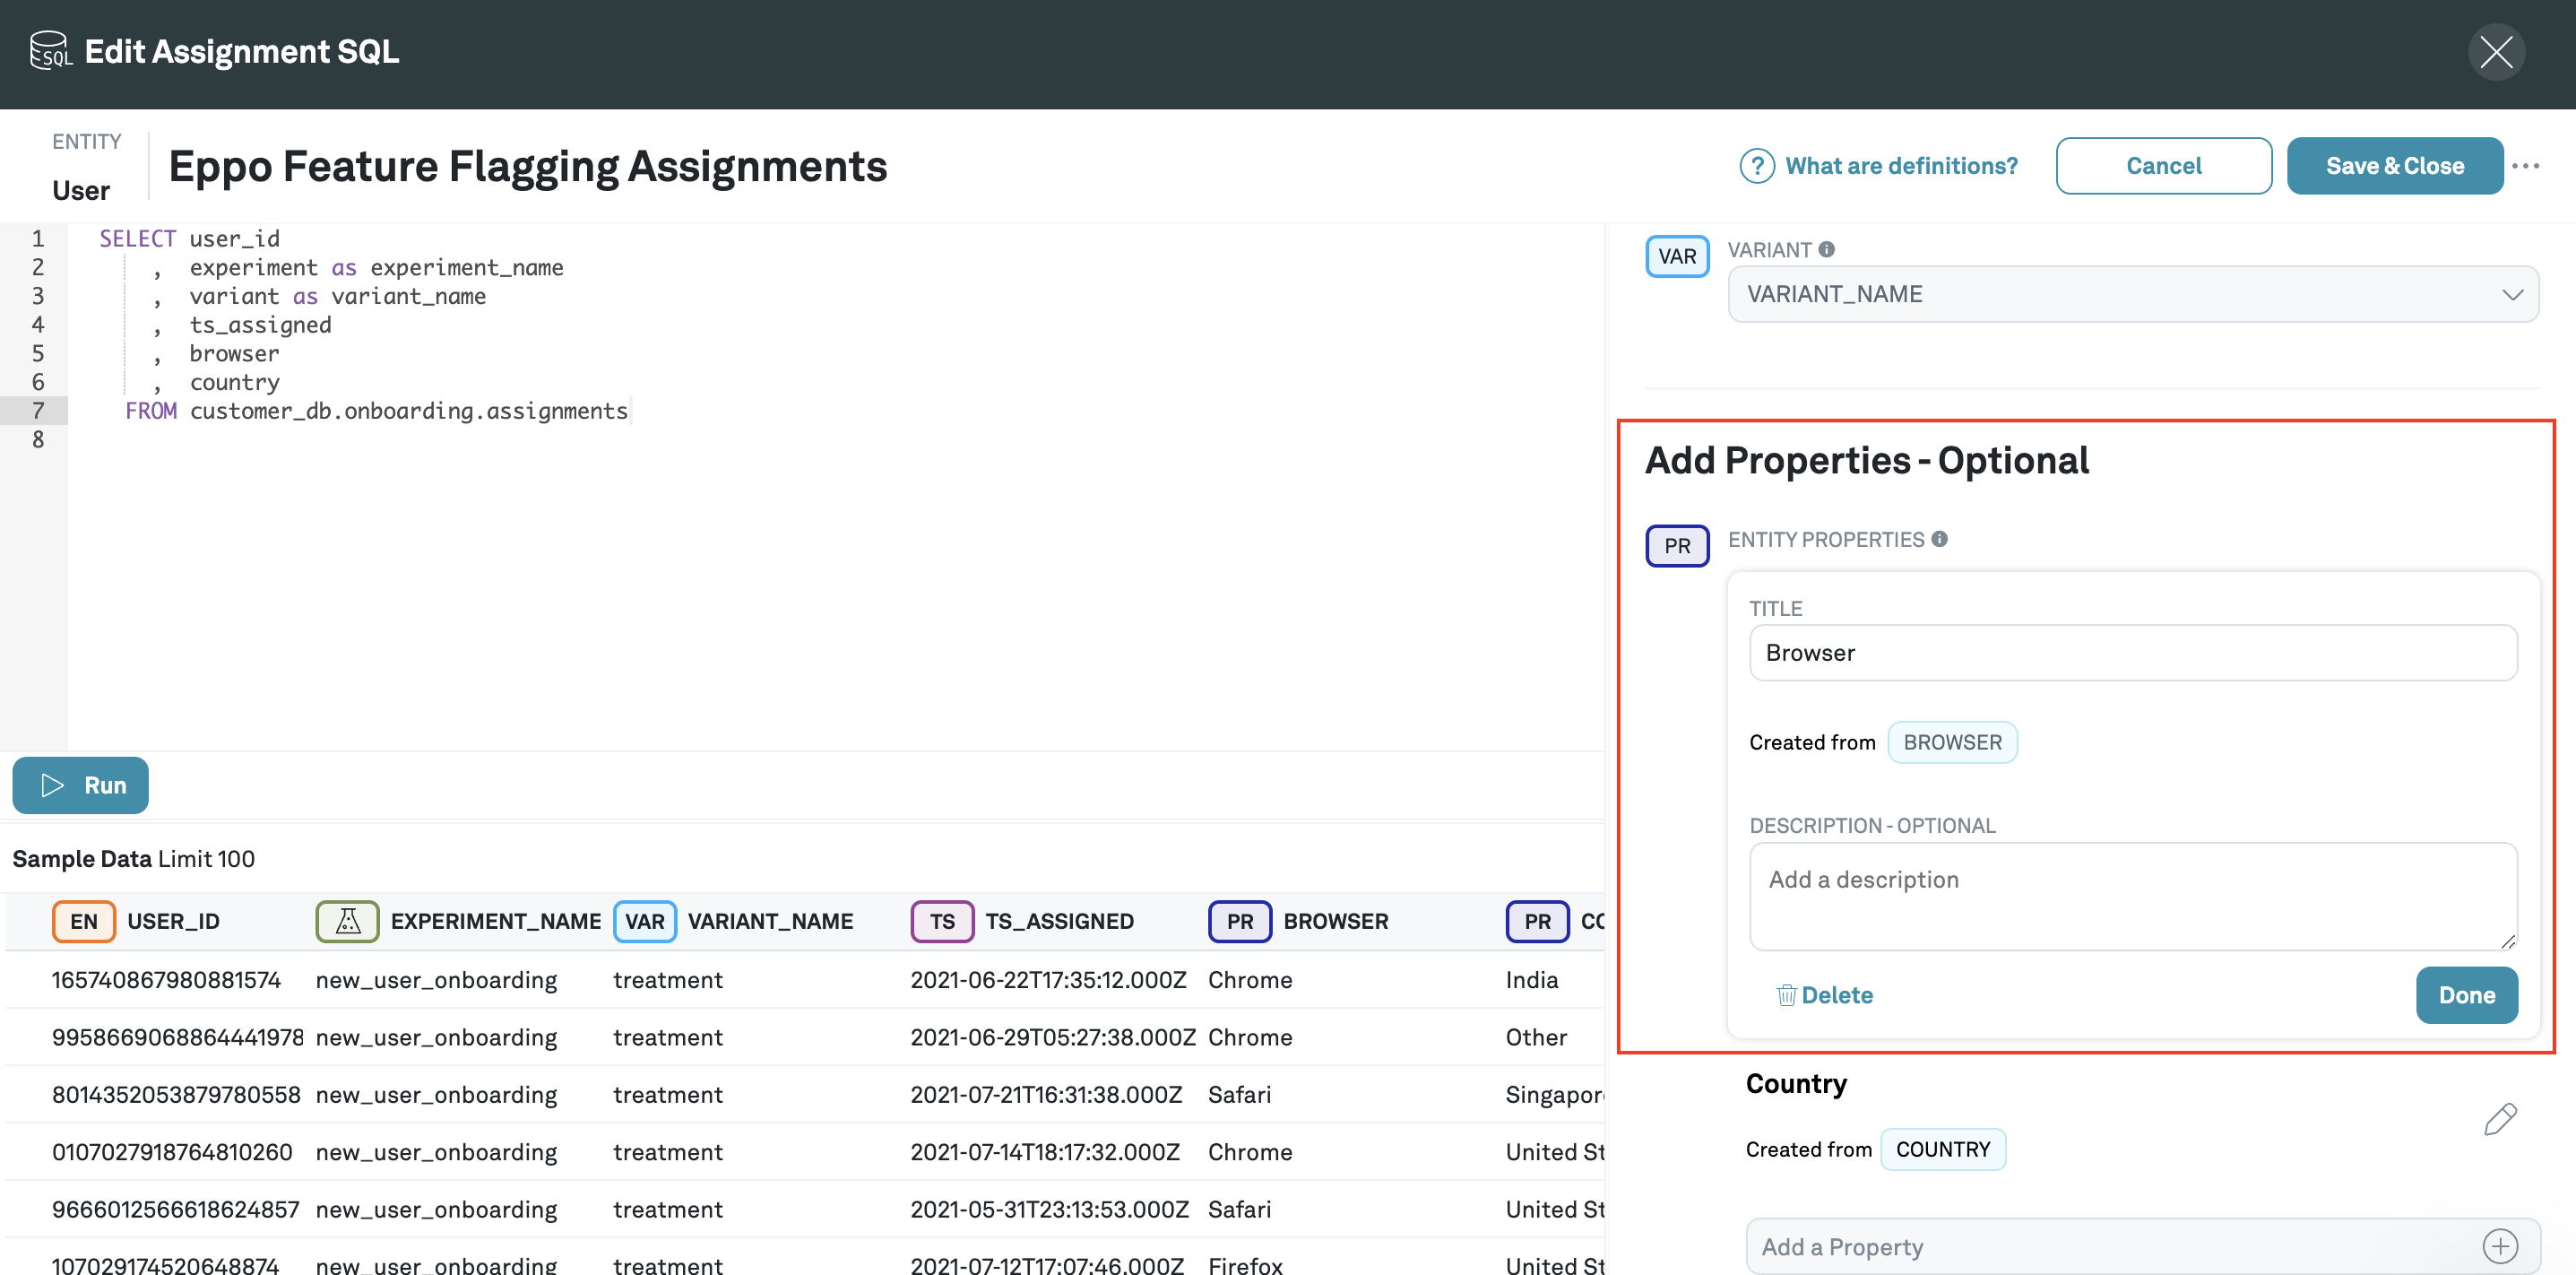 SQL Edit Assignment SQL
ENTITY
User
Eppo Feature Flagging Assignments
? What are definitions?
Cancel
Save & Close
1 SELECT user_id
2 , experiment as experiment_name
3 , variant as variant_name
4 , ts_assigned
5 , browser
6 , country
7 FROM customer_db.onboarding.assignments
8
Run
Sample Data Limit 100
EN USER_ID EXPERIMENT_NAME VAR VARIANT_NAME TS TS_ASSIGNED PR BROWSER PR CO
165740867980881574 new_user_onboarding treatment 2021-06-22T17:35:12.000Z Chrome India
9958669068864441978 new_user_onboarding treatment 2021-06-29T05:27:38.000Z Chrome Other
8014352053879780558 new_user_onboarding treatment 2021-07-21T16:31:38.000Z Safari Singapor
0107027918764810260 new_user_onboarding treatment 2021-07-14T18:17:32.000Z Chrome United St
9666012566618624857 new_user_onboarding treatment 2021-05-31T23:13:53.000Z Safari United St
107029174520648874 new_user_onboarding treatment 2021-07-12T17:07:46.000Z Firefox United St
VAR VARIANT
VARIANT_NAME
Add Properties - Optional
PR ENTITY PROPERTIES
TITLE
Browser
Created from BROWSER
DESCRIPTION - OPTIONAL
Add a description
Delete
Done
Country
Created from COUNTRY
Add a Property